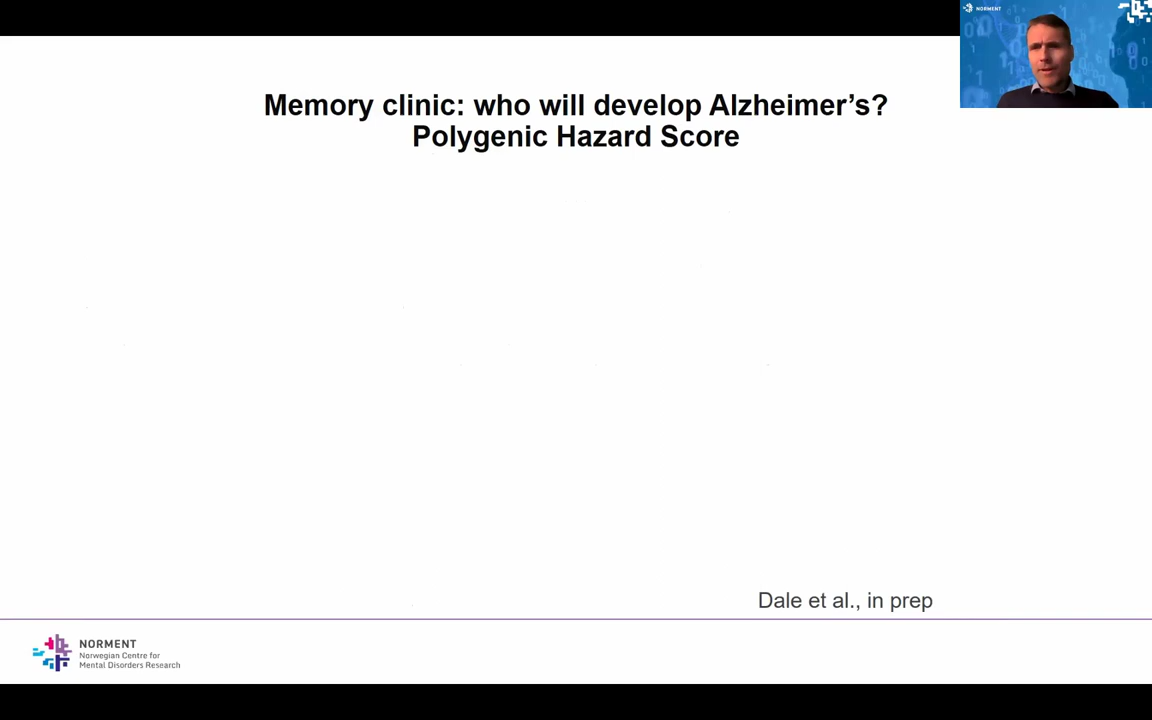 NORMENT
Memory clinic: who will develop Alzheimer’s?
Polygenic Hazard Score
Dale et al., in prep
NORMENT
Norwegian Centre for
Mental Disorders Research